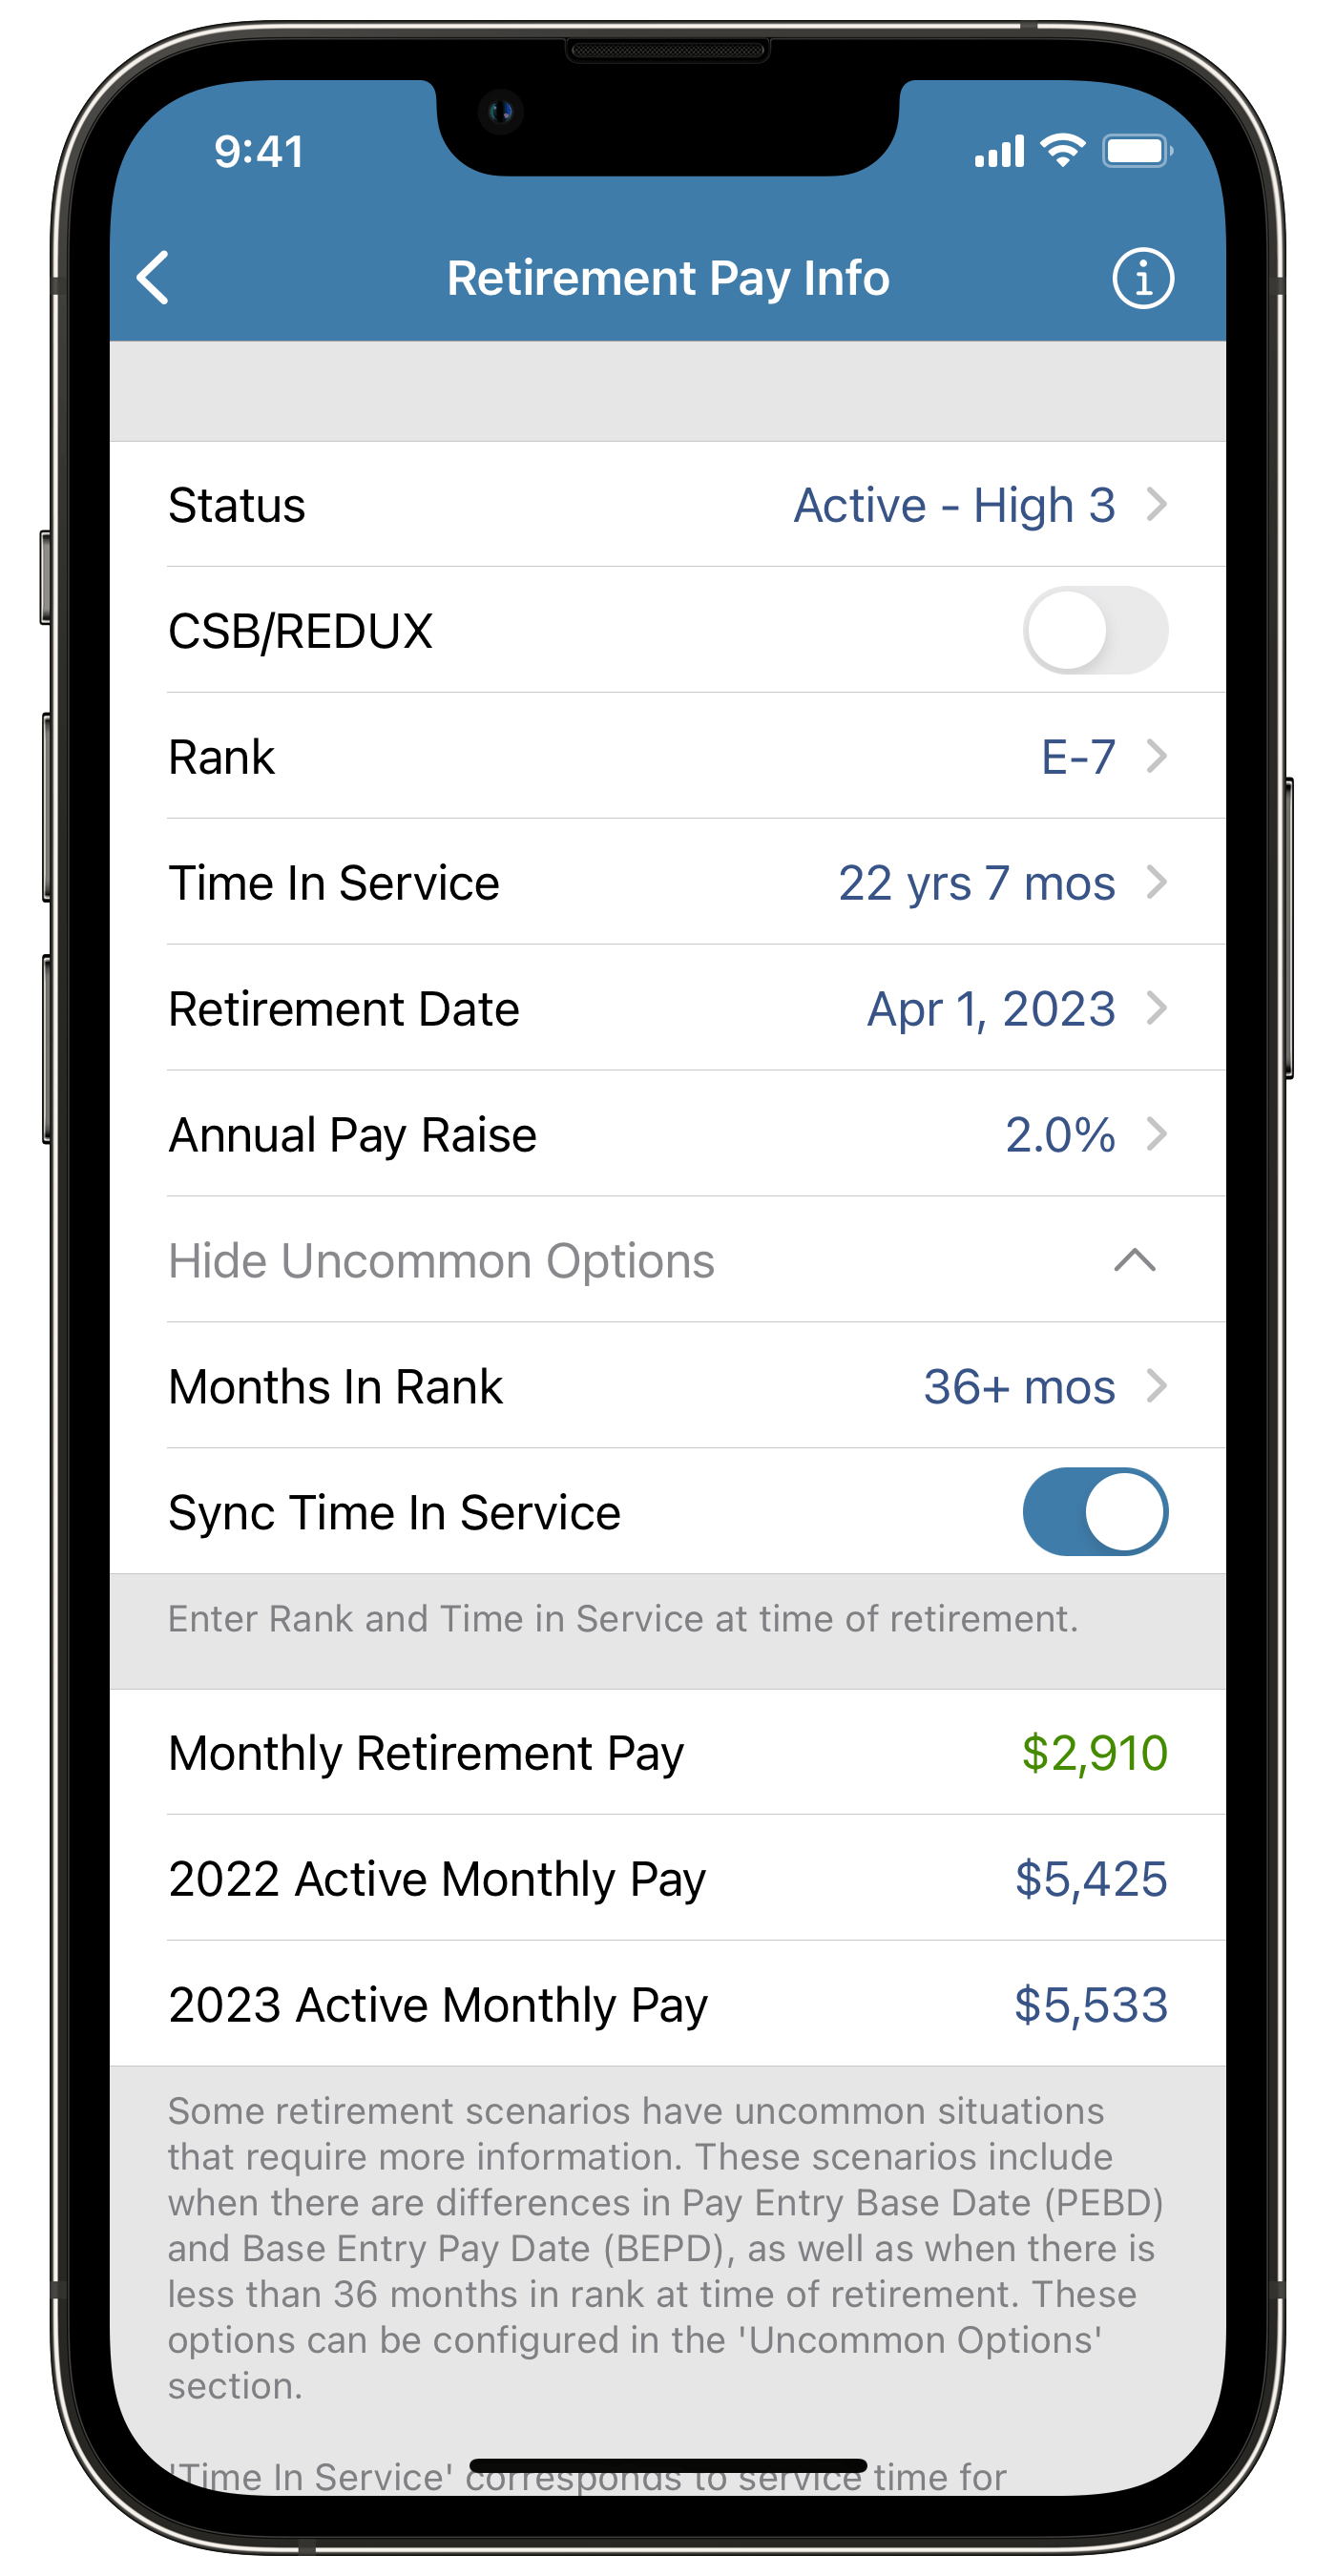 9:41
Retirement Pay Info
Status Active - High 3
CSB/REDUX
Rank E-7
Time In Service 22 yrs 7 mos
Retirement Date Apr 1, 2023
Annual Pay Raise 2.0%
Hide Uncommon Options
Months In Rank 36+ mos
Sync Time In Service
Enter Rank and Time in Service at time of retirement.
Monthly Retirement Pay $2,910
2022 Active Monthly Pay $5,425
2023 Active Monthly Pay $5,533
Some retirement scenarios have uncommon situations
that require more information. These scenarios include
when there are differences in Pay Entry Base Date (PEBD)
and Base Entry Pay Date (BEPD), as well as when there is
less than 36 months in rank at time of retirement. These
options can be configured in the 'Uncommon Options'
section.
'Time In Service' corresponds to service time for